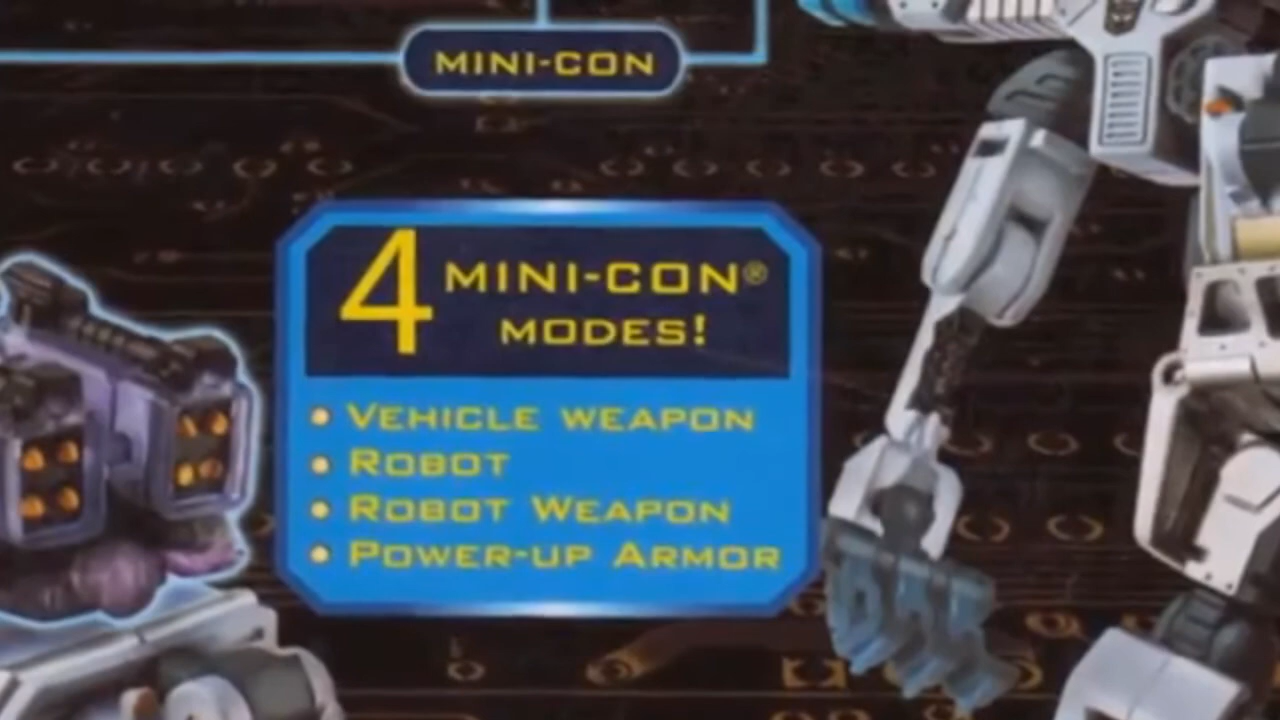 MINI-CON
4 MINI-CON®
MODES!
• VEHICLE WEAPON
• ROBOT
• ROBOT WEAPON
• POWER-UP ARMOR